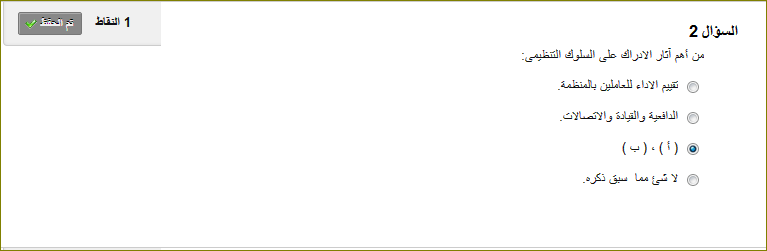 1 النقاط
تم الحفظ
السؤال 2
من أهم آثار الادراك على السلوك التنظيمى:
تقييم الاداء للعاملين بالمنظمة.
الدافعية والقيادة والاتصالات.
( أ ) ، ( ب )
لا شئ مما سبق ذكره.